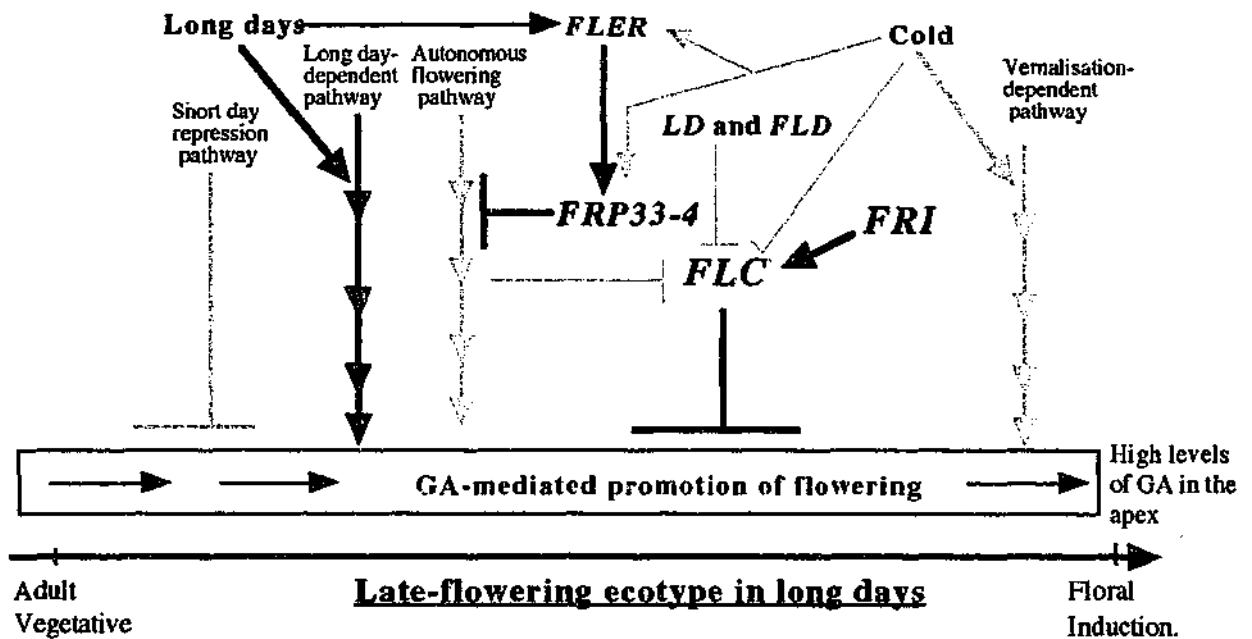 Long days
FLER
Cold
Long day-
dependent
pathway
Autonomous
flowering
pathway
Vernalisation-
dependent
pathway
Snort day
repression
pathway
LD and FLD
FRP33-4
FRI
FLC
GA-mediated promotion of flowering
High levels
of GA in the
apex
Adult
Vegetative
Late-flowering ecotype in long days
Floral
Induction.